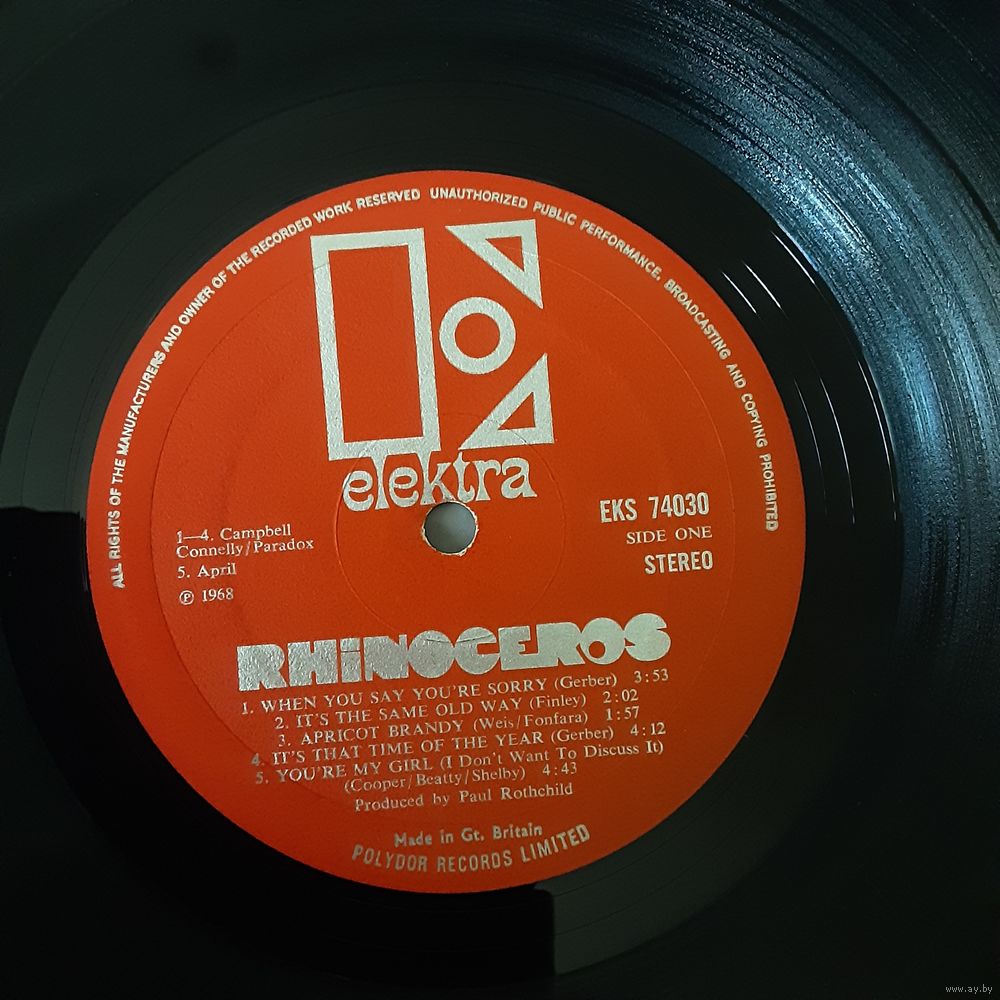 ALL RIGHTS OF THE MANUFACTURERS AND OWNER OF THE RECORDED WORK RESERVED UNAUTHORIZED PUBLIC PERFORMANCE, BROADCASTING AND COPYING PROHIBITED
elektra
1—4. Campbell
Connelly/Paradox
5. April
℗ 1968
EKS 74030
SIDE ONE
STEREO
RHINOCEROS
1. WHEN YOU SAY YOU'RE SORRY (Gerber) 3:53
2. IT'S THE SAME OLD WAY (Finley) 2:02
3. APRICOT BRANDY (Weis/Fonfara) 1:57
4. IT'S THAT TIME OF THE YEAR (Gerber) 4:12
5. YOU'RE MY GIRL (I Don't Want To Discuss It)
(Cooper/Beatty/Shelby) 4:43
Produced by Paul Rothchild
Made in Gt. Britain
POLYDOR RECORDS LIMITED
www.ay.by